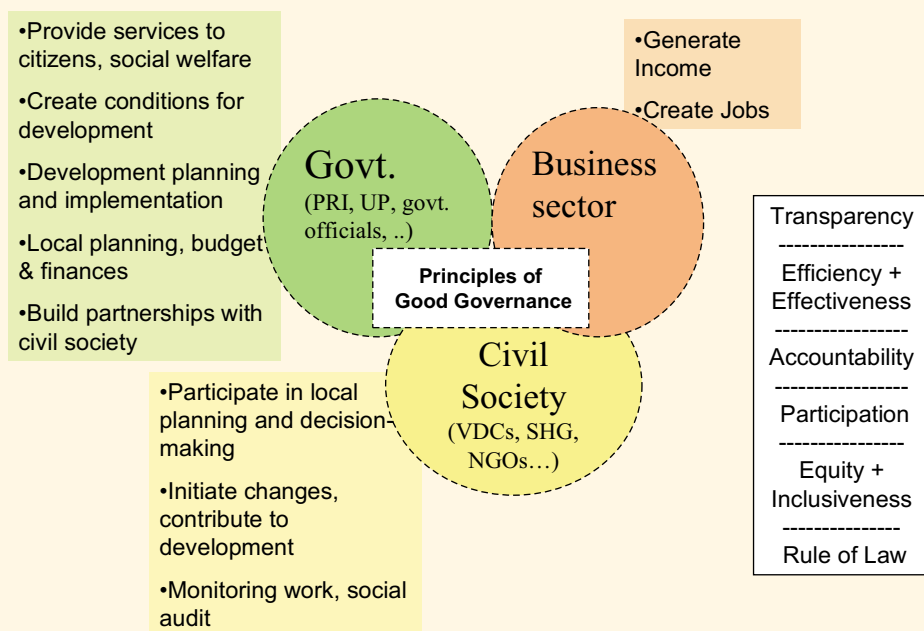 •Provide services to
citizens, social welfare
•Create conditions for
development
•Development planning
and implementation
•Local planning, budget
& finances
•Build partnerships with
civil society
•Generate
Income
•Create Jobs
Govt.
(PRI, UP, govt.
officials, ..)
Business
sector
Principles of
Good Governance
Civil
Society
(VDCs, SHG,
NGOs…)
•Participate in local
planning and decision-
making
•Initiate changes,
contribute to
development
•Monitoring work, social
audit
Transparency
----------------
Efficiency +
Effectiveness
-----------------
Accountability
-----------------
Participation
----------------
Equity +
Inclusiveness
---------------
Rule of Law